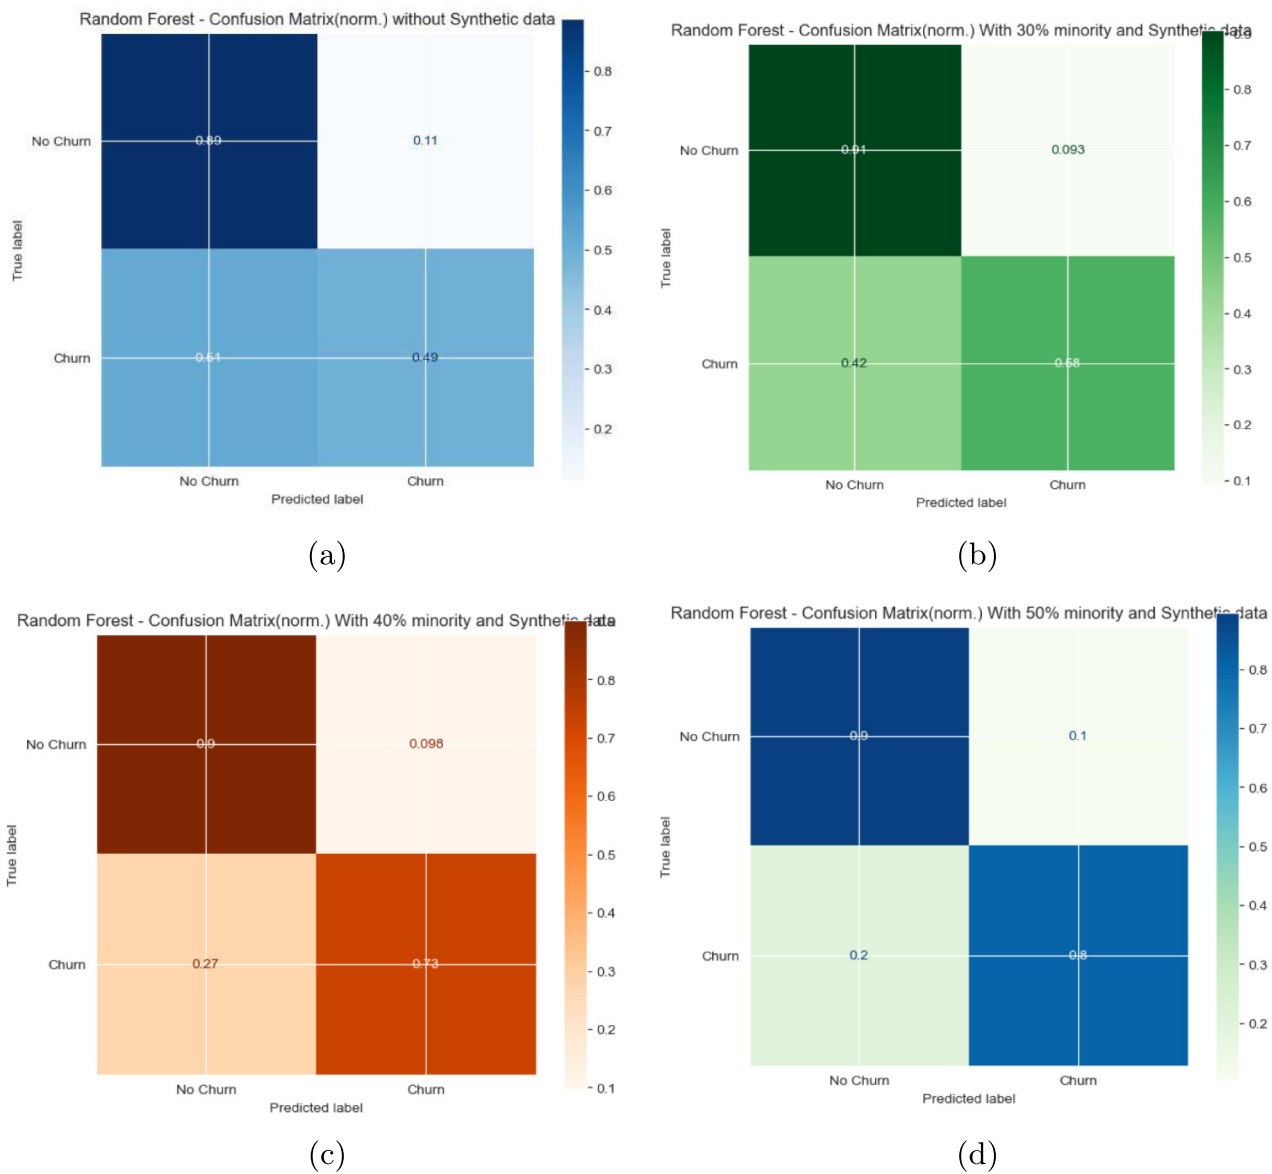 Random Forest - Confusion Matrix(norm.) without Synthetic data
0.8
0.7
0.6
0.5
0.4
0.3
0.2
True label
No Churn
Churn
0.89
0.11
0.51
0.49
No Churn
Churn
Predicted label
(a)
Random Forest - Confusion Matrix(norm.) With 30% minority and Synthetic data
0.9
0.8
0.7
0.6
0.5
0.4
0.3
0.2
0.1
True label
No Churn
Churn
0.91
0.093
0.42
0.58
No Churn
Churn
Predicted label
(b)
Random Forest - Confusion Matrix(norm.) With 40% minority and Synthetic data
0.8
0.7
0.6
0.5
0.4
0.3
0.2
0.1
True label
No Churn
Churn
0.9
0.098
0.27
0.73
No Churn
Churn
Predicted label
(c)
Random Forest - Confusion Matrix(norm.) With 50% minority and Synthetic data
0.8
0.7
0.6
0.5
0.4
0.3
0.2
True label
No Churn
Churn
0.9
0.1
0.2
0.8
No Churn
Churn
Predicted label
(d)